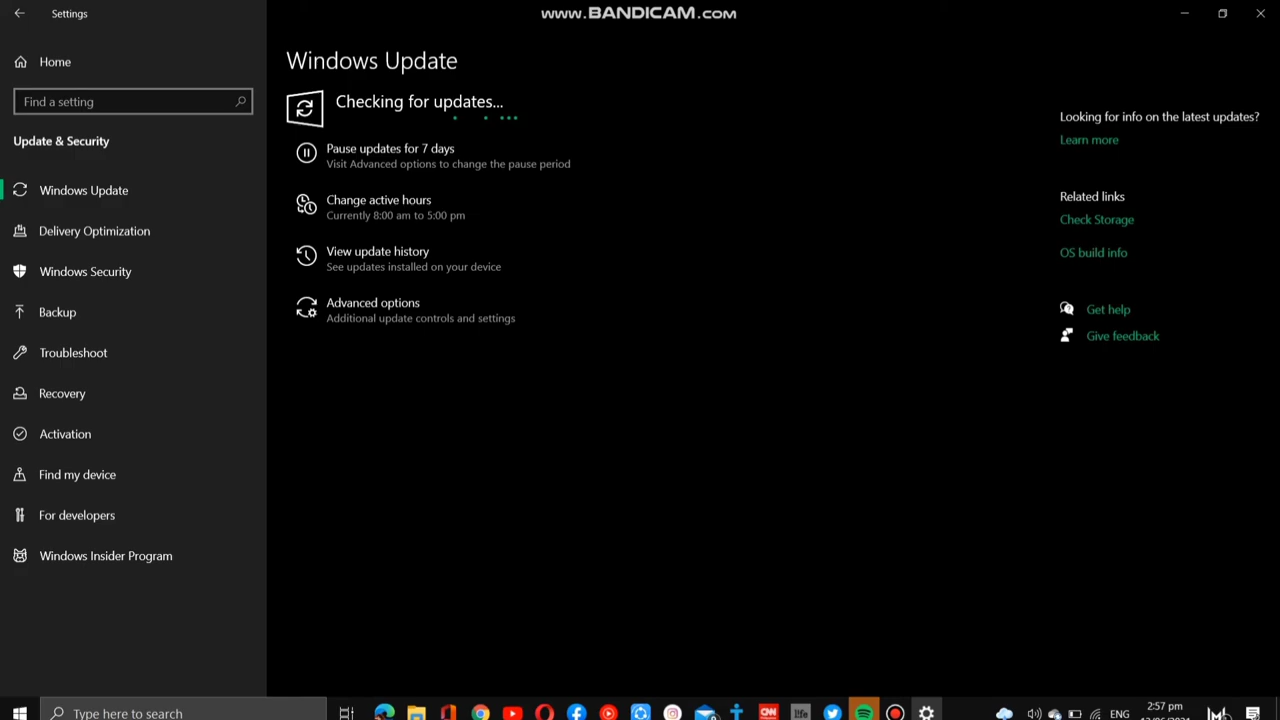 Settings
www.BANDICAM.com
Home
Find a setting
Update & Security
Windows Update
Delivery Optimization
Windows Security
Backup
Troubleshoot
Recovery
Activation
Find my device
For developers
Windows Insider Program
Windows Update
Checking for updates...
Pause updates for 7 days
Visit Advanced options to change the pause period
Change active hours
Currently 8:00 am to 5:00 pm
View update history
See updates installed on your device
Advanced options
Additional update controls and settings
Looking for info on the latest updates?
Learn more
Related links
Check Storage
OS build info
Get help
Give feedback
Type here to search
CNN
life
ENG
2:57 pm